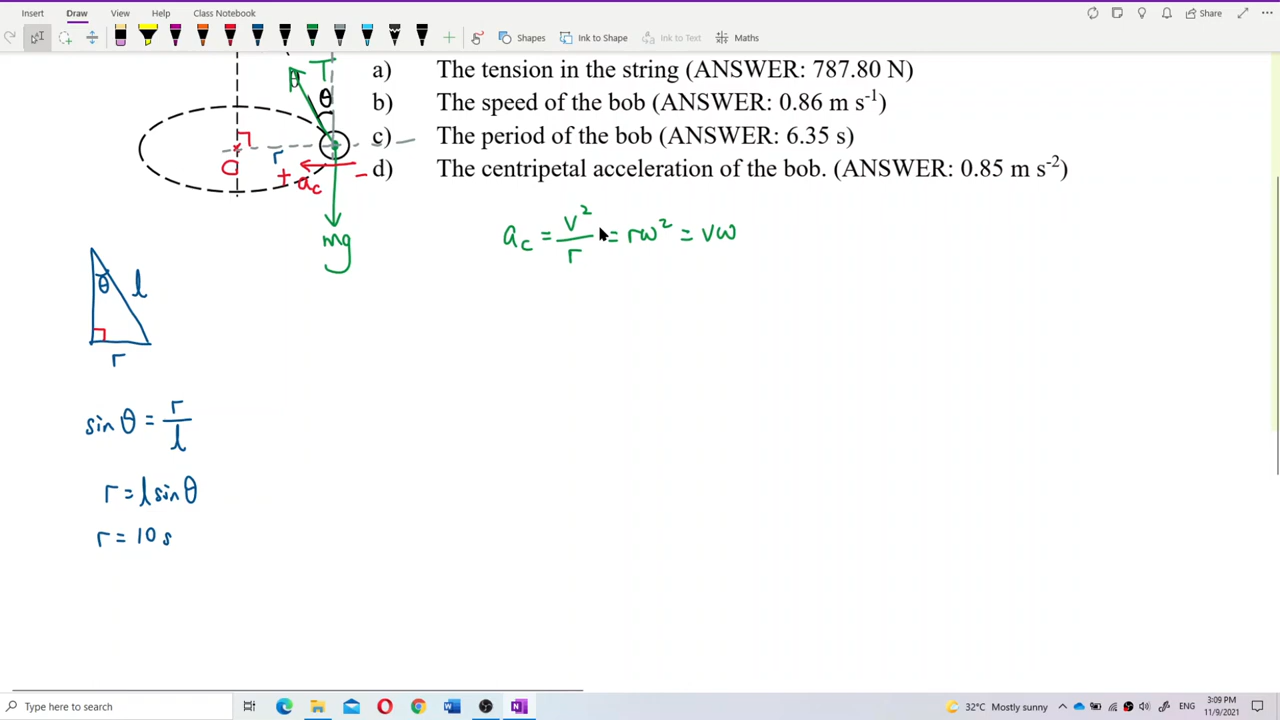 Insert Draw View Help Class Notebook
Share
Shapes Ink to Shape Ink to Text Maths
a) The tension in the string (ANSWER: 787.80 N)
b) The speed of the bob (ANSWER: 0.86 m s⁻¹)
c) The period of the bob (ANSWER: 6.35 s)
d) The centripetal acceleration of the bob. (ANSWER: 0.85 m s⁻²)
θ T
θ
r
O
+ ac -
mg
ac = v²/r = rω² = vω
θ l
r
sin θ = r/l
r = l sin θ
r = 10 s
Type here to search
32°C Mostly sunny
ENG
3:09 PM
11/9/2021